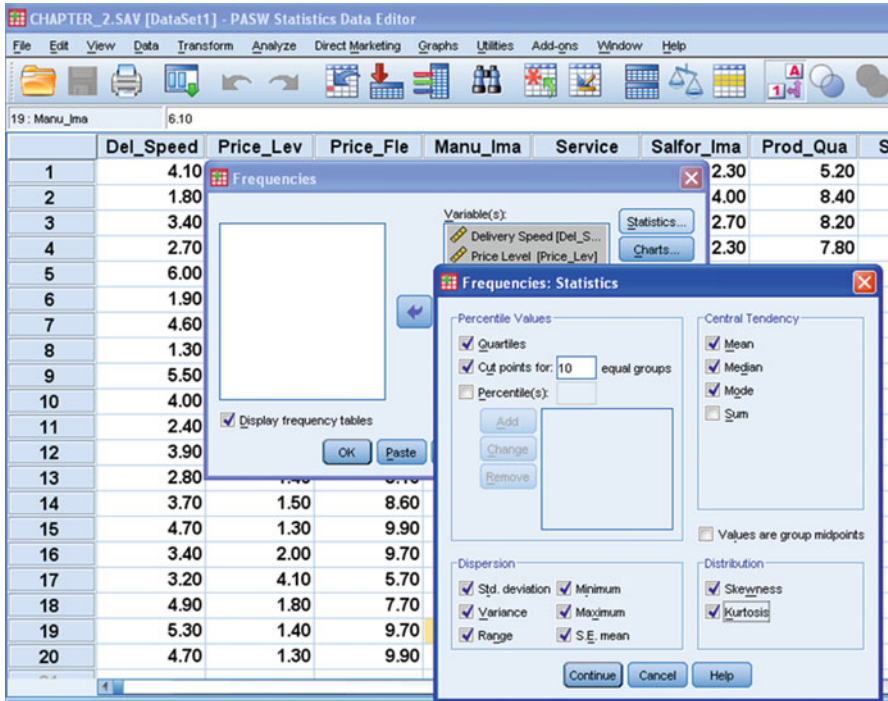 CHAPTER_2.SAV [DataSet1] - PASW Statistics Data Editor
File Edit View Data Transform Analyze Direct Marketing Graphs Utilities Add-ons Window Help
A
1
19 : Manu_Ima 6.10
Del_Speed Price_Lev Price_Fle Manu_Ima Service Salfor_Ima Prod_Qua S
1 4.10 2.30 5.20
2 1.80 4.00 8.40
3 3.40 2.70 8.20
4 2.70 2.30 7.80
5 6.00
6 1.90
7 4.60
8 1.30
9 5.50
10 4.00
11 2.40
12 3.90
13 2.80
14 3.70 1.50 8.60
15 4.70 1.30 9.90
16 3.40 2.00 9.70
17 3.20 4.10 5.70
18 4.90 1.80 7.70
19 5.30 1.40 9.70
20 4.70 1.30 9.90
Frequencies
Variable(s):
Delivery Speed [Del_S...
Price Level [Price_Lev]
Statistics...
Charts...
Display frequency tables
OK Paste
Frequencies: Statistics
Percentile Values
Quartiles
Cut points for: 10 equal groups
Percentile(s):
Add
Change
Remove
Central Tendency
Mean
Median
Mode
Sum
Values are group midpoints
Dispersion
Std. deviation Minimum
Variance Maximum
Range S.E. mean
Distribution
Skewness
Kurtosis
Continue Cancel Help